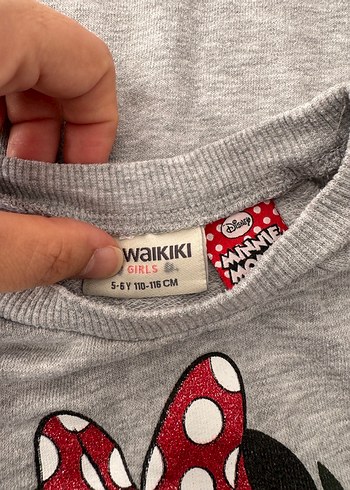 WAIKIKI
GIRLS
5-6 Y 110-116 CM
Disney
MINNIE
MO